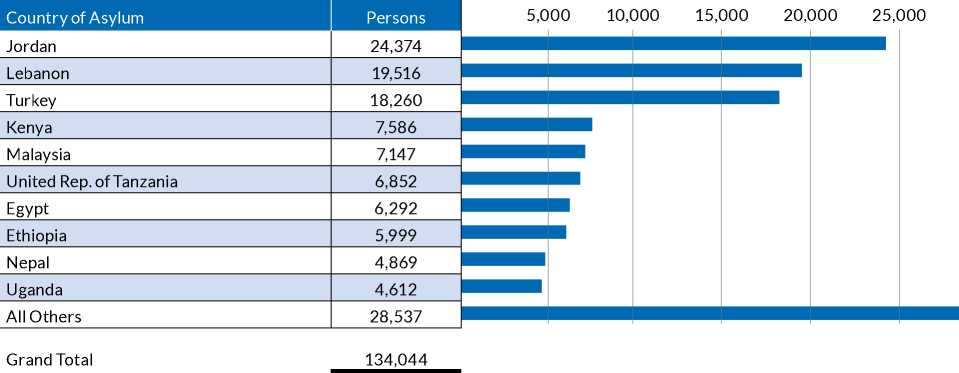 Country of Asylum Persons 5,000 10,000 15,000 20,000 25,000
Jordan 24,374
Lebanon 19,516
Turkey 18,260
Kenya 7,586
Malaysia 7,147
United Rep. of Tanzania 6,852
Egypt 6,292
Ethiopia 5,999
Nepal 4,869
Uganda 4,612
All Others 28,537
Grand Total 134,044